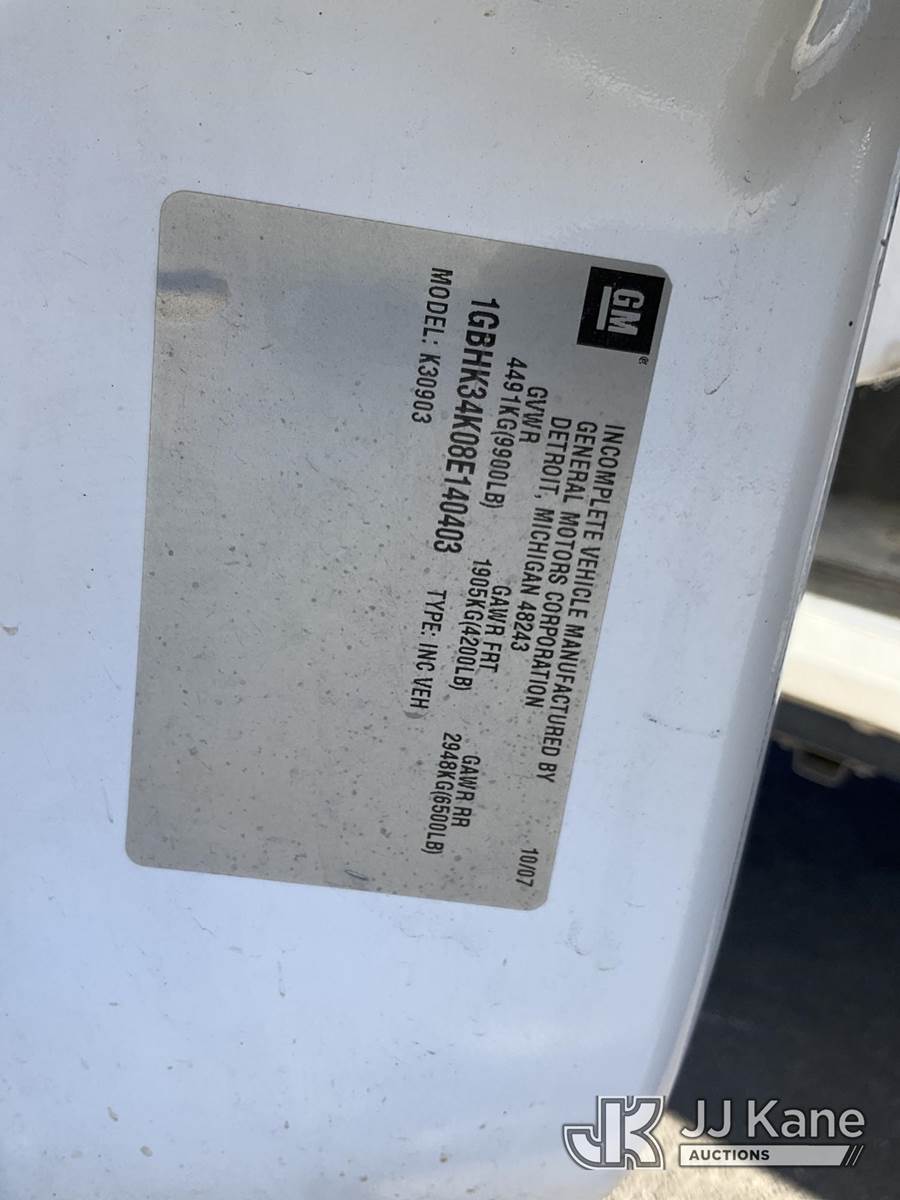 GM
INCOMPLETE VEHICLE MANUFACTURED BY
GENERAL MOTORS CORPORATION
DETROIT, MICHIGAN 48243
10/07
GVWR GAWR FRT GAWR RR
4491KG(9900LB) 1905KG(4200LB) 2948KG(6500LB)
1GBHK34K08E140403 TYPE: INC VEH
MODEL: K30903
JK JJ Kane
AUCTIONS